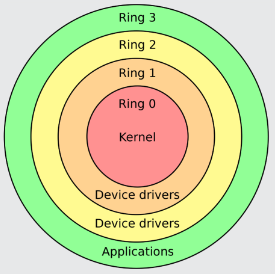 Ring 3
Ring 2
Ring 1
Ring 0
Kernel
Device drivers
Device drivers
Applications